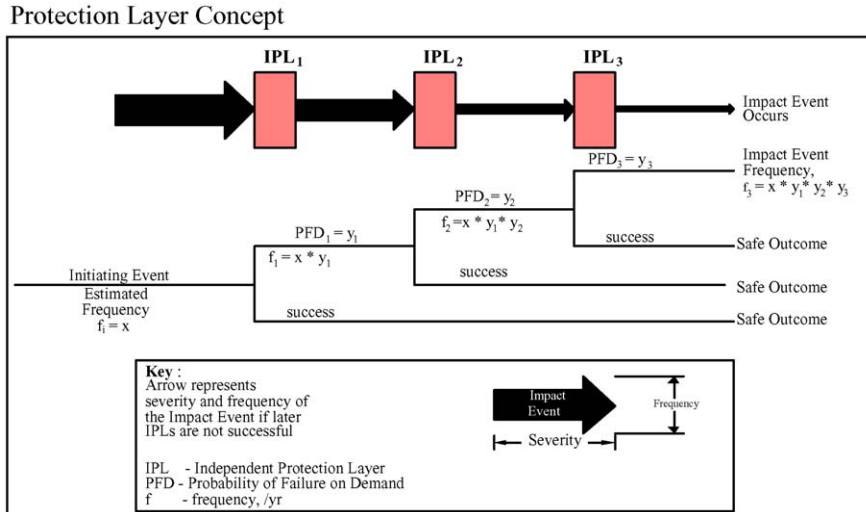 Protection Layer Concept
IPL₁
IPL₂
IPL₃
Impact Event
Occurs
PFD₃ = y₃
Impact Event
Frequency,
f₃ = x * y₁* y₂* y₃
PFD₂ = y₂
f₂ =x * y₁* y₂
PFD₁ = y₁
f₁ = x * y₁
success
Safe Outcome
Initiating Event
Estimated
Frequency
fᵢ = x
success
Safe Outcome
success
Safe Outcome
Key :
Arrow represents
severity and frequency of
the Impact Event if later
IPLs are not successful
Impact
Event
Frequency
Severity
IPL - Independent Protection Layer
PFD - Probability of Failure on Demand
f - frequency, /yr